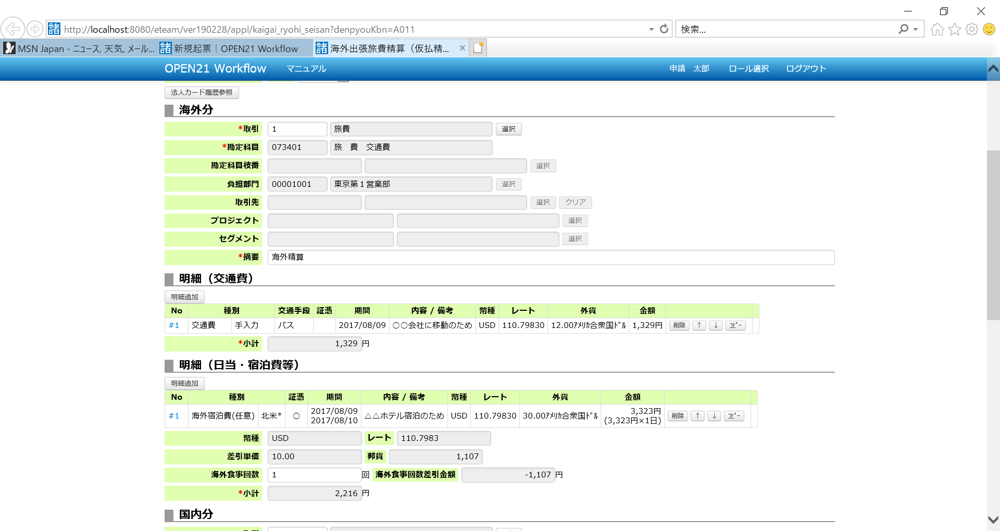 諸 http://localhost:8080/eteam/ver190228/appl/kaigai_ryohi_seisan?denpyouKbn=A011 検索...
MSN Japan - ニュース, 天気, メール... 諸 新規起票｜OPEN21 Workflow 諸 海外出張旅費精算（仮払精... ×
OPEN21 Workflow マニュアル 申請　太郎 ロール選択 ログアウト
法人カード履歴参照
海外分
*取引 1 旅費 選択
*勘定科目 073401 旅　費　交通費
勘定科目枝番 選択
負担部門 00001001 東京第１営業部 選択
取引先 選択 クリア
プロジェクト 選択
セグメント 選択
*摘要 海外精算
明細（交通費）
明細追加
No 種別 交通手段 証憑 期間 内容 / 備考 幣種 レート 外貨 金額
#1 交通費 手入力 バス 2017/08/09 ○○会社に移動のため USD 110.79830 12.00ｱﾒﾘｶ合衆国ﾄﾞﾙ 1,329円 削除 ↑ ↓ ｺﾋﾟｰ
*小計 1,329 円
明細（日当・宿泊費等）
明細追加
No 種別 証憑 期間 内容 / 備考 幣種 レート 外貨 金額
#1 海外宿泊費(任意) 北米* ○ 2017/08/09 2017/08/10 △△ホテル宿泊のため USD 110.79830 30.00ｱﾒﾘｶ合衆国ﾄﾞﾙ 3,323円 (3,323円×1日) 削除 ↑ ↓ ｺﾋﾟｰ
幣種 USD レート 110.7983
差引単価 10.00 邦貨 1,107
海外食事回数 1 回 海外食事回数差引金額 -1,107 円
*小計 2,216 円
国内分